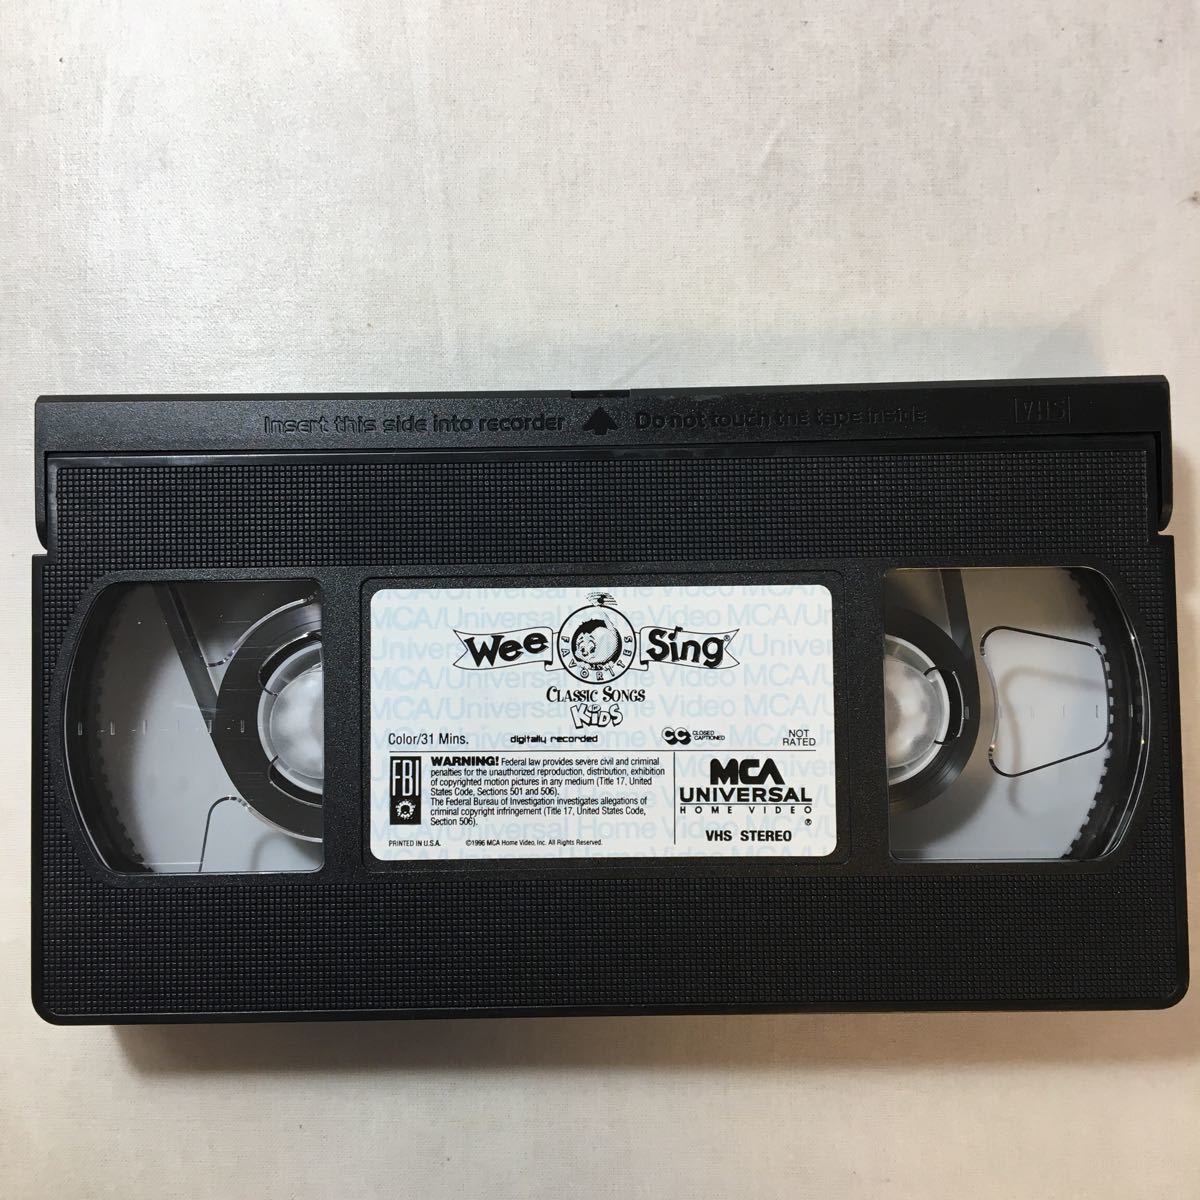 Insert this side into recorder Do not touch the tape inside VHS
Wee Sing®
FAVORITES
CLASSIC SONGS
for KIDS
Color/31 Mins. digitally recorded CC CLOSED CAPTIONED NOT RATED
FBI
WARNING! Federal law provides severe civil and criminal
penalties for the unauthorized reproduction, distribution, exhibition
of copyrighted motion pictures in any medium (Title 17, United
States Code, Sections 501 and 506).
The Federal Bureau of Investigation investigates allegations of
criminal copyright infringement (Title 17, United States Code,
Section 506).
MCA
UNIVERSAL
HOME VIDEO
®
VHS STEREO
PRINTED IN U.S.A. ©1996 MCA Home Video, Inc. All Rights Reserved.